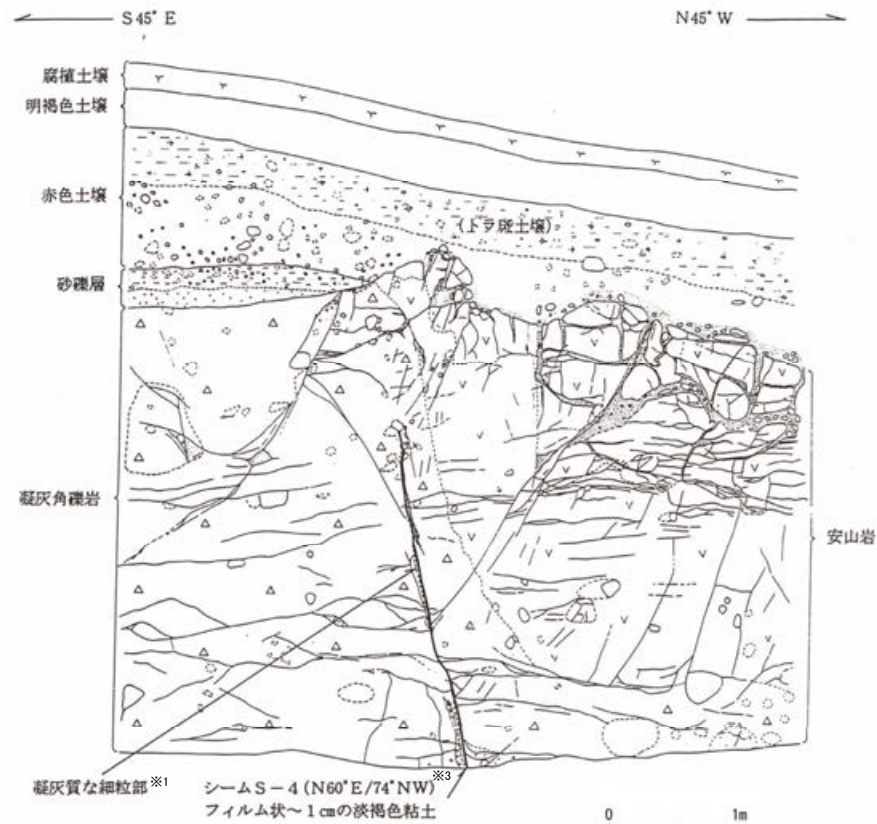 S45°E
N45°W
腐植土壌
明褐色土壌
赤色土壌
(トラ斑土壌)
砂礫層
凝灰角礫岩
安山岩
凝灰質な細粒部※1
シームS-4(N60°E/74°NW)※3
フィルム状～1cmの淡褐色粘土
0 1m